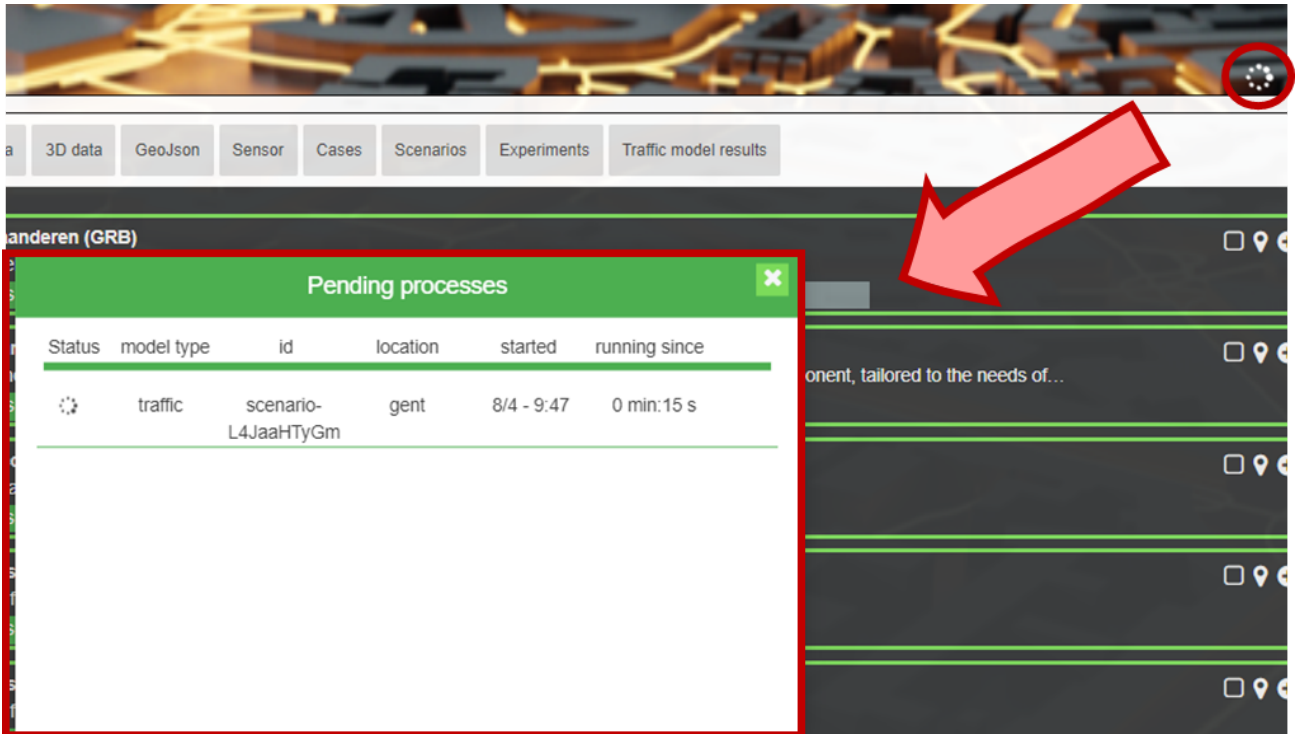 a 3D data GeoJson Sensor Cases Scenarios Experiments Traffic model results
anderen (GRB)
Pending processes
Status model type id location started running since
onent, tailored to the needs of...
traffic scenario- gent 8/4 - 9:47 0 min:15 s
L4JaaHTyGm